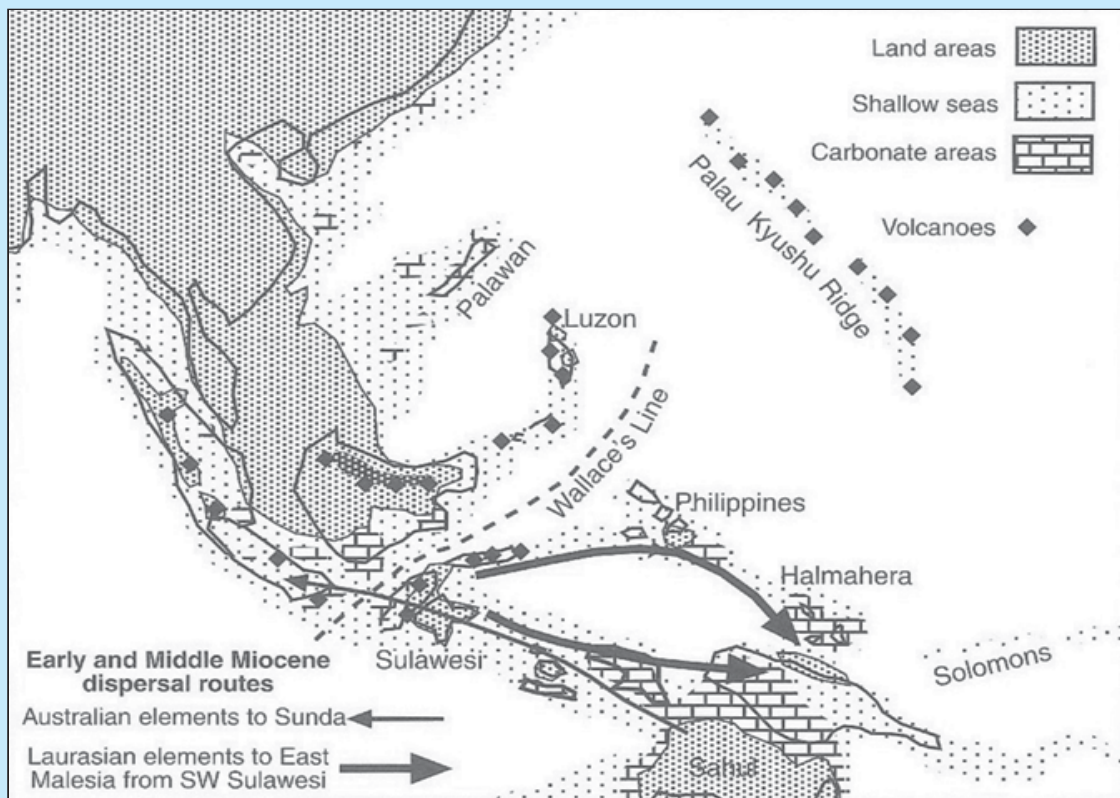 Land areas
Shallow seas
Carbonate areas
Volcanoes
Palau Kyushu Ridge
Palawan
Luzon
Wallace's Line
Philippines
Halmahera
Solomons
Sulawesi
Sahul
Early and Middle Miocene
dispersal routes
Australian elements to Sunda
Laurasian elements to East
Malesia from SW Sulawesi